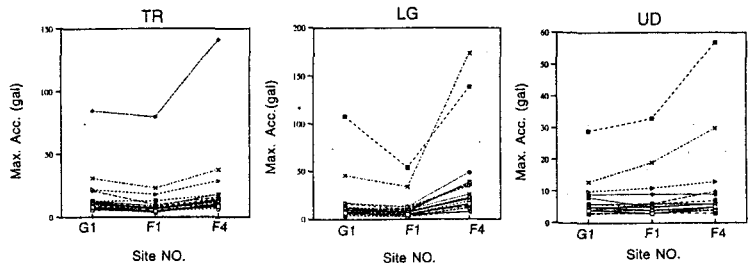 TR
LG
UD
Max. Acc. (gal)
150
100
50
0
G1 F1 F4
Site NO.
Max. Acc.(gal)
200
150
100
50
0
G1 F1 F4
Site NO.
Max. Acc. (gal)
60
50
40
30
20
10
0
G1 F1 F4
Site NO.